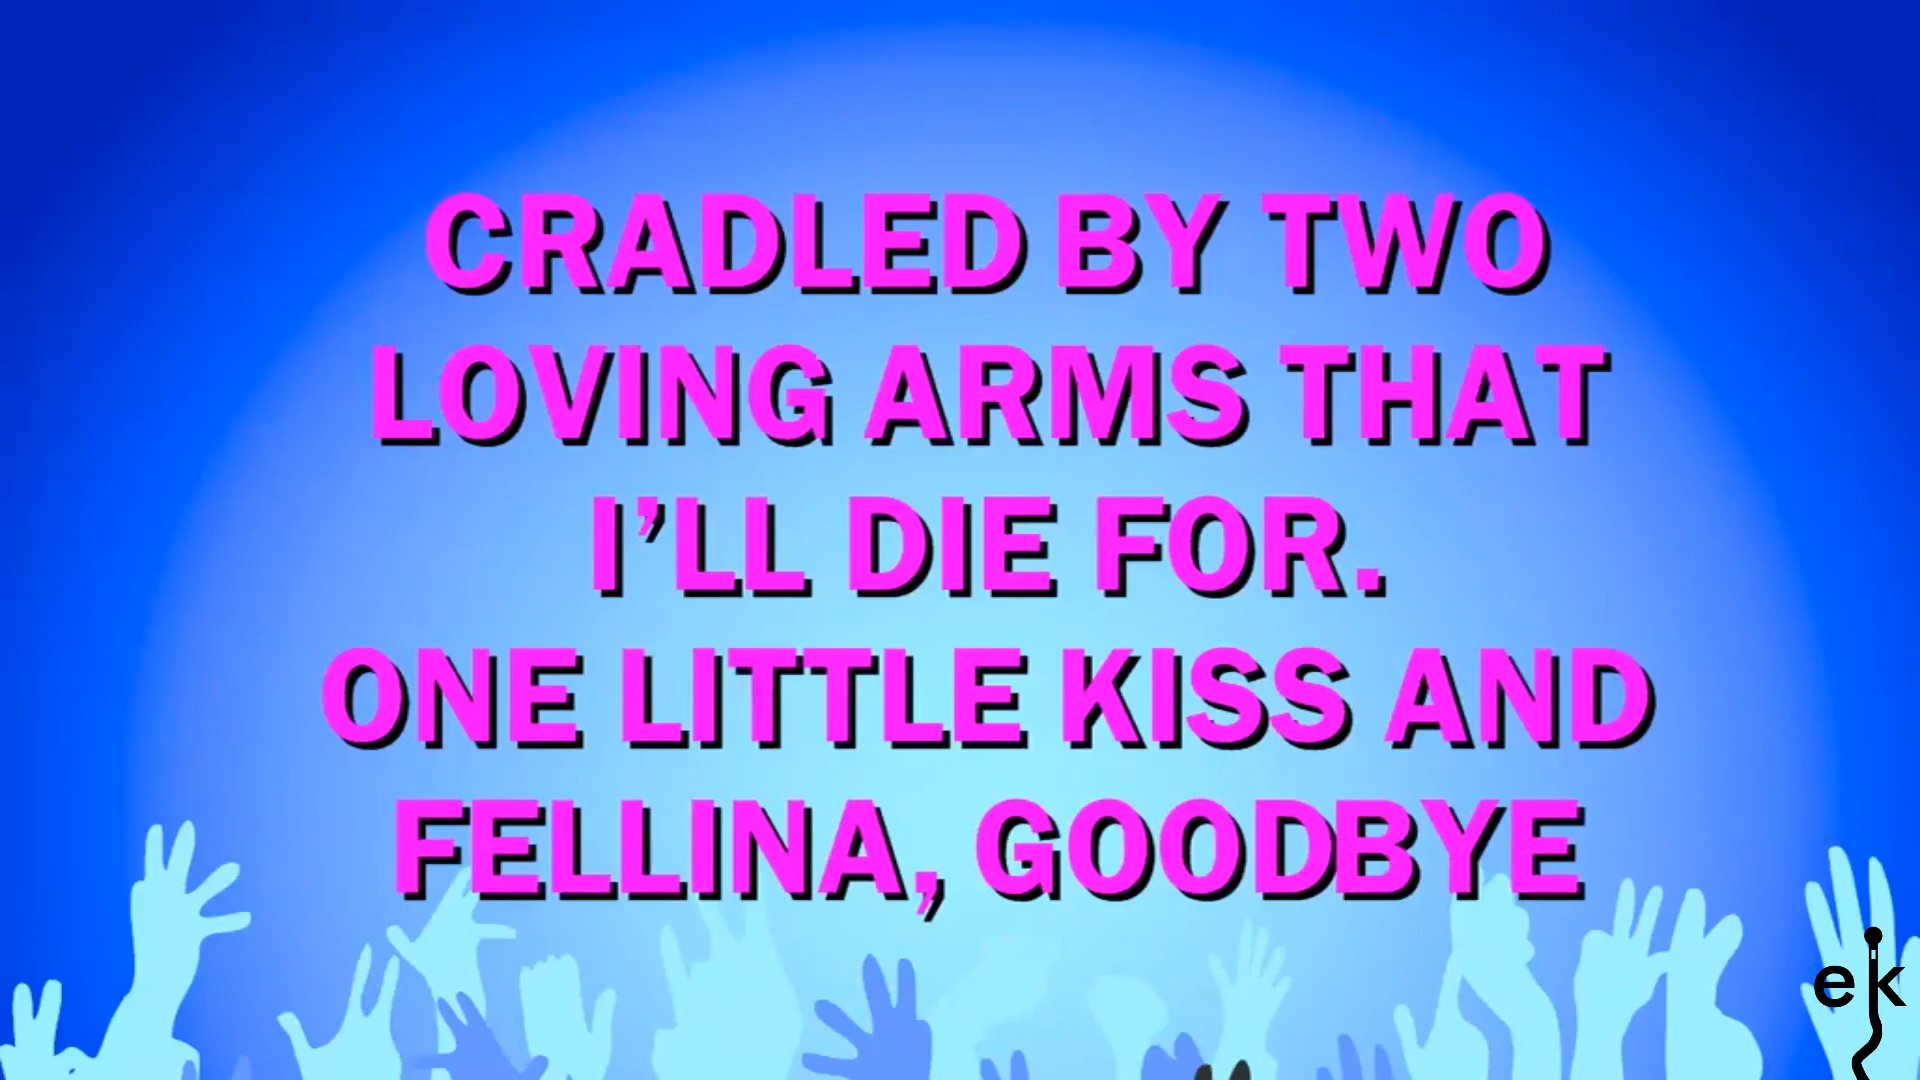 CRADLED BY TWO
LOVING ARMS THAT
I’LL DIE FOR.
ONE LITTLE KISS AND
FELLINA, GOODBYE
ek